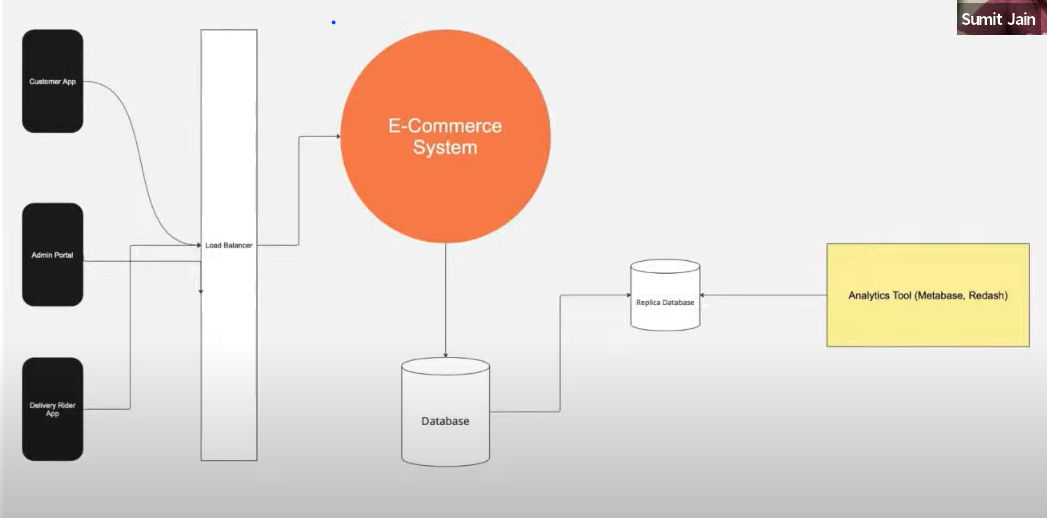 Sumit Jain
Customer App
E-Commerce
System
Admin Portal
Load Balancer
Replica Database
Analytics Tool (Metabase, Redash)
Delivery Rider
App
Database